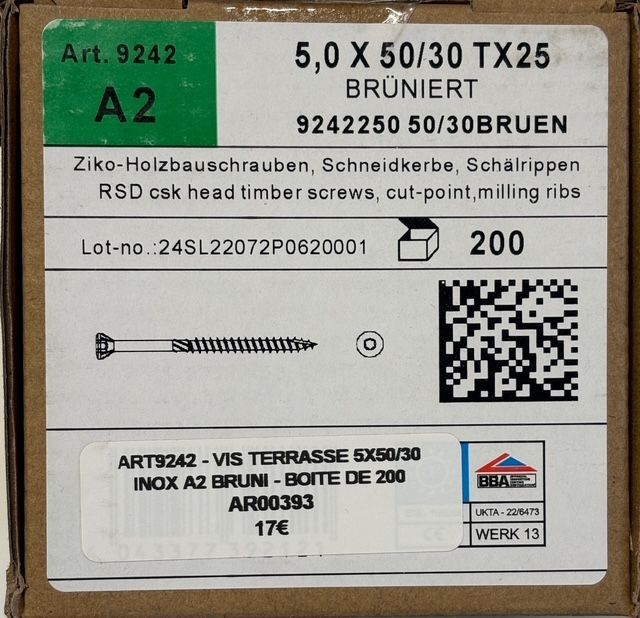 Art. 9242
A2
5,0 X 50/30 TX25
BRÜNIERT
9242250 50/30BRUEN
Ziko-Holzbauschrauben, Schneidkerbe, Schälrippen
RSD csk head timber screws, cut-point,milling ribs
Lot-no.:24SL22072P0620001
200
ART9242 - VIS TERRASSE 5X50/30
INOX A2 BRUNI - BOITE DE 200
AR00393
17€
BBA
UKTA - 22/6473
WERK 13